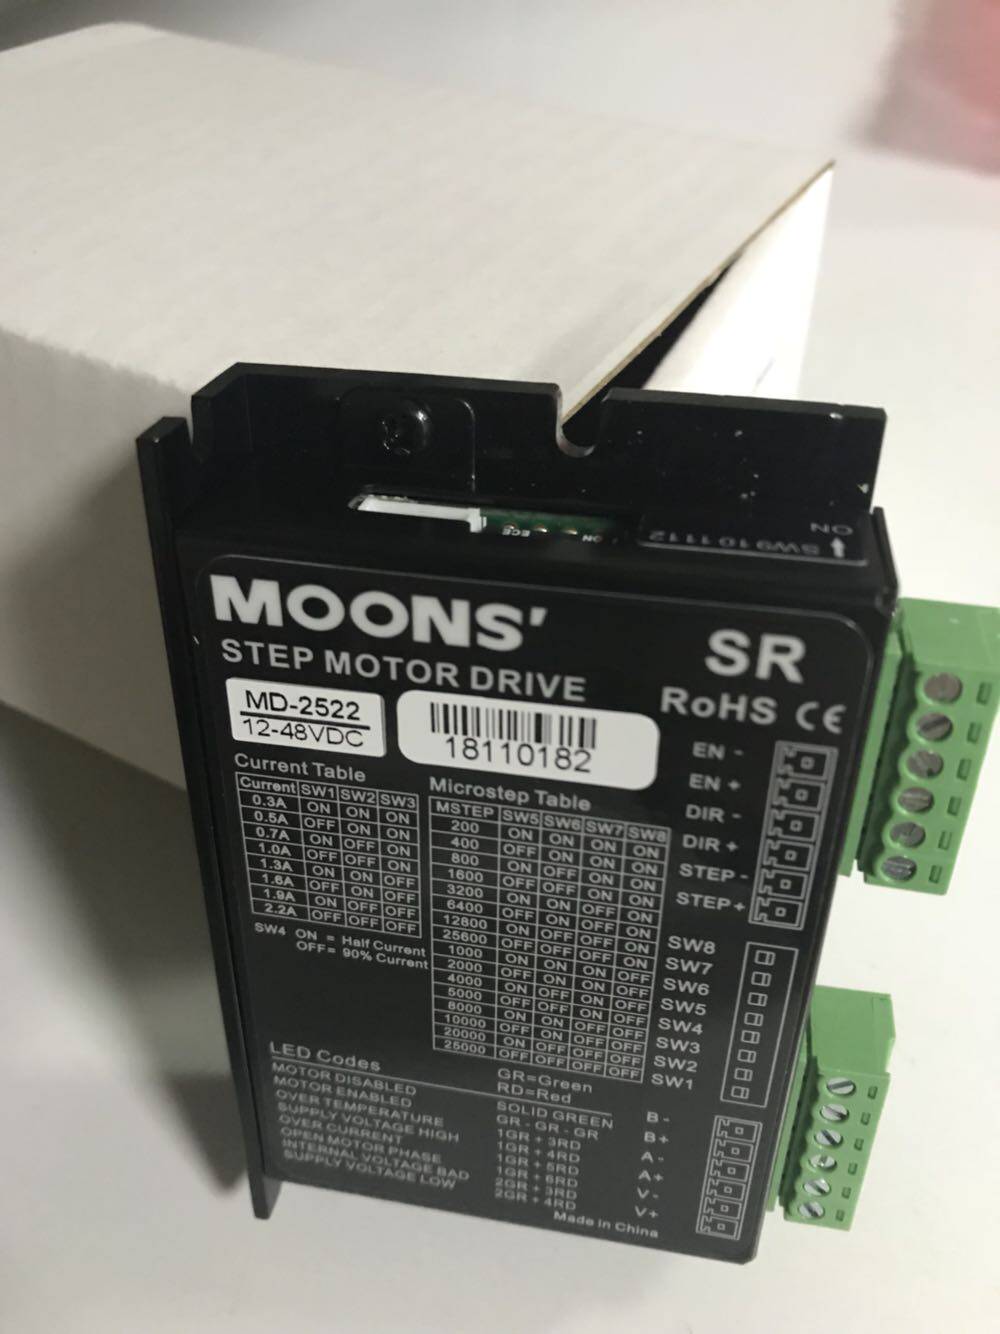 ON
SW9 10 11 12
MOONS'
STEP MOTOR DRIVE
SR
RoHS CE
MD-2522
12-48VDC
18110182
Current Table
Current SW1 SW2 SW3
0.3A ON ON ON
0.5A OFF ON ON
0.7A ON OFF ON
1.0A OFF OFF ON
1.3A ON ON OFF
1.6A OFF ON OFF
1.9A ON OFF OFF
2.2A OFF OFF OFF
SW4 ON = Half Current
OFF= 90% Current
Microstep Table
MSTEP SW5 SW6 SW7 SW8
200 ON ON ON ON
400 OFF ON ON ON
800 ON OFF ON ON
1600 OFF OFF ON ON
3200 ON ON OFF ON
6400 OFF ON OFF ON
12800 ON OFF OFF ON
25600 OFF OFF OFF ON
1000 ON ON ON OFF
2000 OFF ON ON OFF
4000 ON OFF ON OFF
5000 OFF OFF ON OFF
8000 ON ON OFF OFF
10000 OFF ON OFF OFF
20000 ON OFF OFF OFF
25000 OFF OFF OFF OFF
EN -
EN +
DIR -
DIR +
STEP -
STEP+
SW8
SW7
SW6
SW5
SW4
SW3
SW2
SW1
B -
B+
A -
A+
V -
V+
LED Codes
GR=Green
RD=Red
MOTOR DISABLED SOLID GREEN
MOTOR ENABLED GR - GR - GR
OVER TEMPERATURE 1GR + 3RD
SUPPLY VOLTAGE HIGH 1GR + 4RD
OVER CURRENT 1GR + 5RD
OPEN MOTOR PHASE 1GR + 6RD
INTERNAL VOLTAGE BAD 2GR + 3RD
SUPPLY VOLTAGE LOW 2GR + 4RD
Made in China